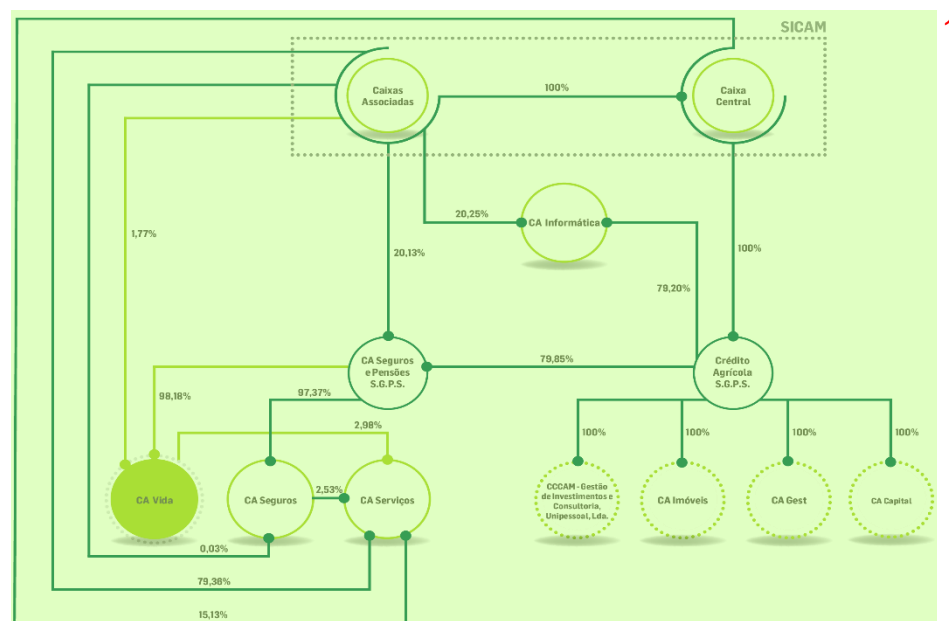 SICAM
Caixas
Associadas
100%
Caixa
Central
20,25%
CA Informática
1,77%
20,13%
100%
79,20%
CA Seguros
e Pensões
S.G.P.S.
79,85%
Crédito
Agrícola
S.G.P.S.
98,18%
97,37%
2,98%
100%
100%
100%
100%
CA Vida
CA Seguros
2,53%
CA Serviços
CCCAM - Gestão
de Investimentos e
Consultoria,
Unipessoal, Lda.
CA Imóveis
CA Gest
CA Capital
0,03%
79,38%
15,13%